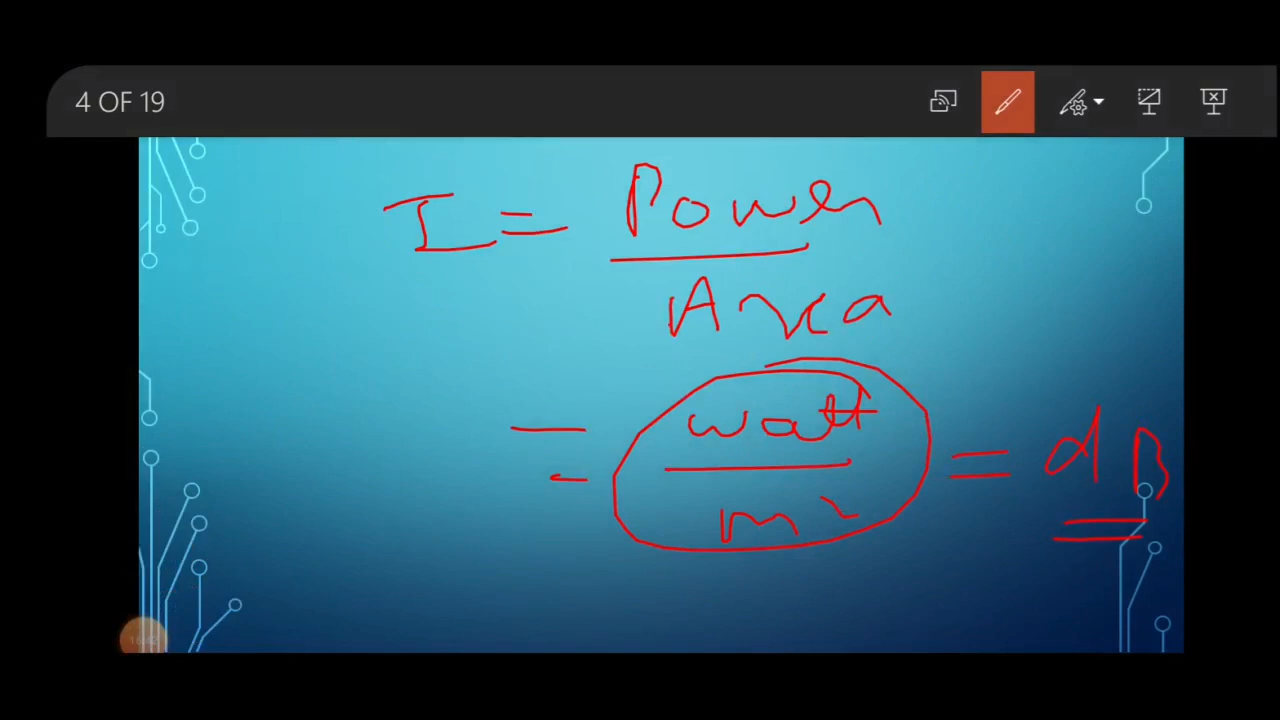 4 OF 19
I = Power
Area
= watt
m² = dB